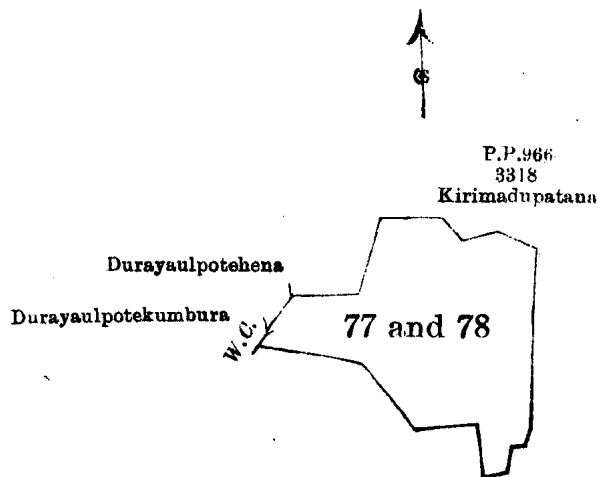 P.P.966
3318
Kirimadupatana
Durayaulpotehena
Durayaulpotekumbura
W.C.
77 and 78